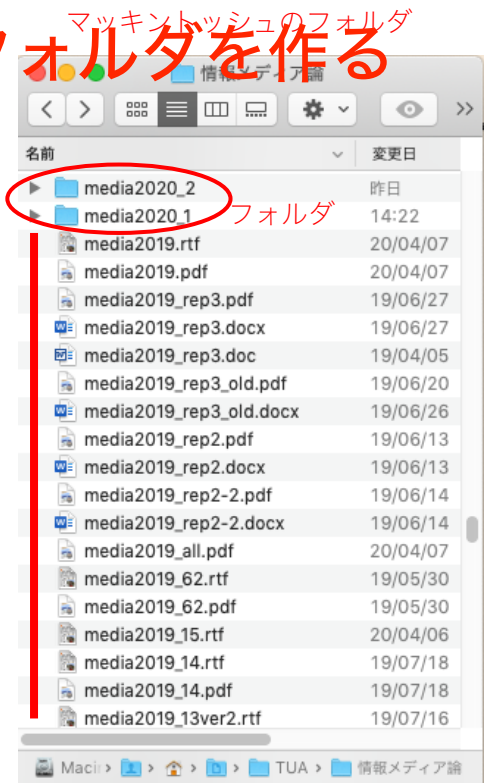 マッキントッシュのフォルダ
フォルダを作る
情報メディア論
名前 変更日
media2020_2 昨日
media2020_1 14:22
フォルダ
media2019.rtf 20/04/07
media2019.pdf 20/04/07
media2019_rep3.pdf 19/06/27
media2019_rep3.docx 19/06/27
media2019_rep3.doc 19/04/05
media2019_rep3_old.pdf 19/06/20
media2019_rep3_old.docx 19/06/26
media2019_rep2.pdf 19/06/13
media2019_rep2.docx 19/06/13
media2019_rep2-2.pdf 19/06/14
media2019_rep2-2.docx 19/06/14
media2019_all.pdf 20/04/07
media2019_62.rtf 19/05/30
media2019_62.pdf 19/05/30
media2019_15.rtf 20/04/06
media2019_14.rtf 19/07/18
media2019_14.pdf 19/07/18
media2019_13ver2.rtf 19/07/16
Macin TUA 情報メディア論